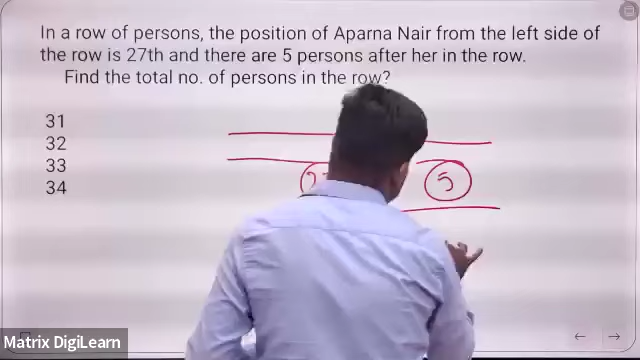 In a row of persons, the position of Aparna Nair from the left side of
the row is 27th and there are 5 persons after her in the row.
Find the total no. of persons in the row?
31
32
33
34
5
Matrix DigiLearn